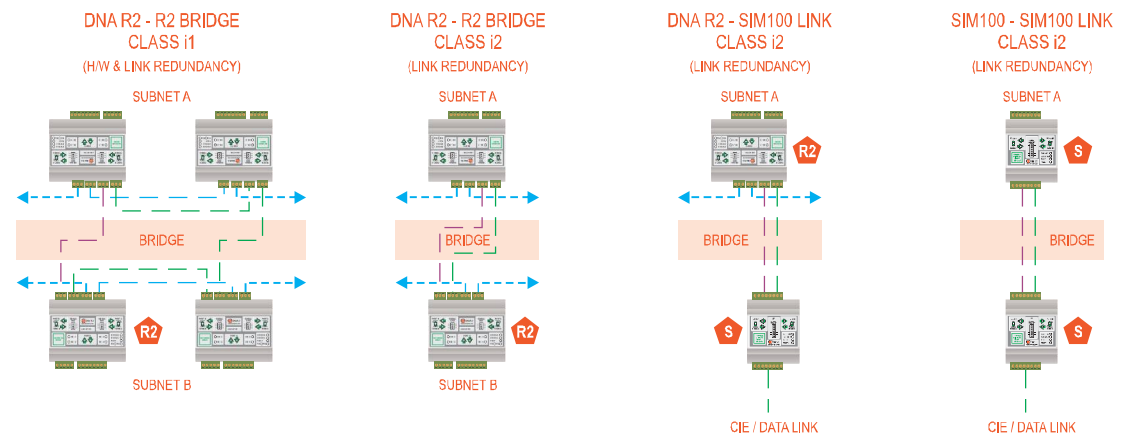 DNA R2 - R2 BRIDGE
CLASS i1
(H/W & LINK REDUNDANCY)
SUBNET A
BRIDGE
R2
SUBNET B
DNA R2 - R2 BRIDGE
CLASS i2
(LINK REDUNDANCY)
SUBNET A
BRIDGE
R2
SUBNET B
DNA R2 - SIM100 LINK
CLASS i2
(LINK REDUNDANCY)
SUBNET A
R2
BRIDGE
S
CIE / DATA LINK
SIM100 - SIM100 LINK
CLASS i2
(LINK REDUNDANCY)
SUBNET A
S
BRIDGE
S
CIE / DATA LINK